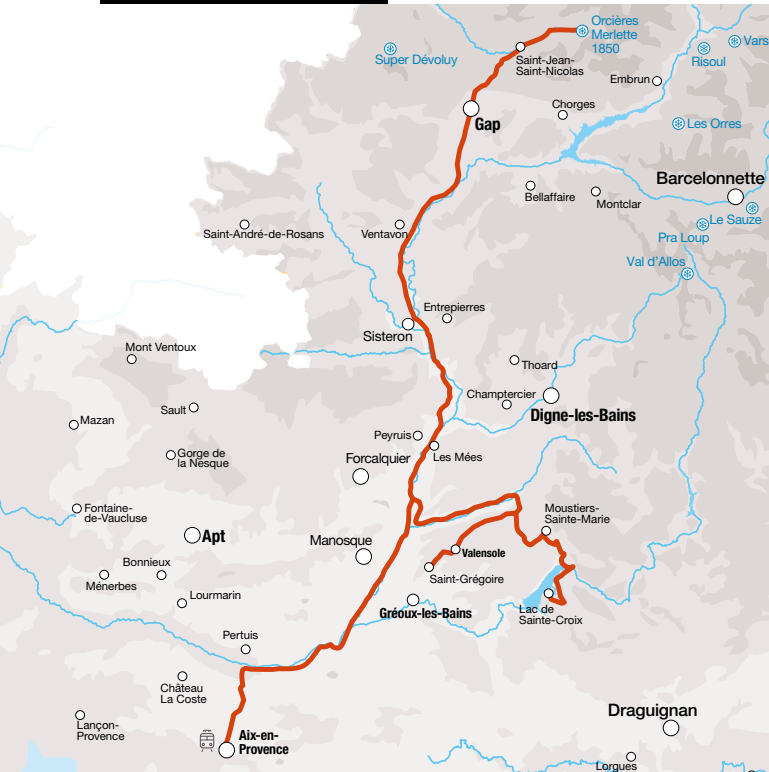 Orcières
Merlette
1850
Vars
Super Dévoluy
Saint-Jean-
Saint-Nicolas
Risoul
Embrun
Chorges
Gap
Les Orres
Barcelonnette
Bellaffaire
Montclar
Le Sauze
Saint-André-de-Rosans
Ventavon
Pra Loup
Val d'Allos
Entrepierres
Sisteron
Mont Ventoux
Thoard
Champtercier
Sault
Digne-les-Bains
Mazan
Peyruis
Les Mées
Gorge de
la Nesque
Forcalquier
Fontaine-
de-Vaucluse
Moustiers-
Sainte-Marie
Apt
Manosque
Valensole
Bonnieux
Ménerbes
Saint-Grégoire
Lourmarin
Gréoux-les-Bains
Lac de
Sainte-Croix
Pertuis
Château
La Coste
Draguignan
Lançon-
Provence
Aix-en-
Provence
Lorgues